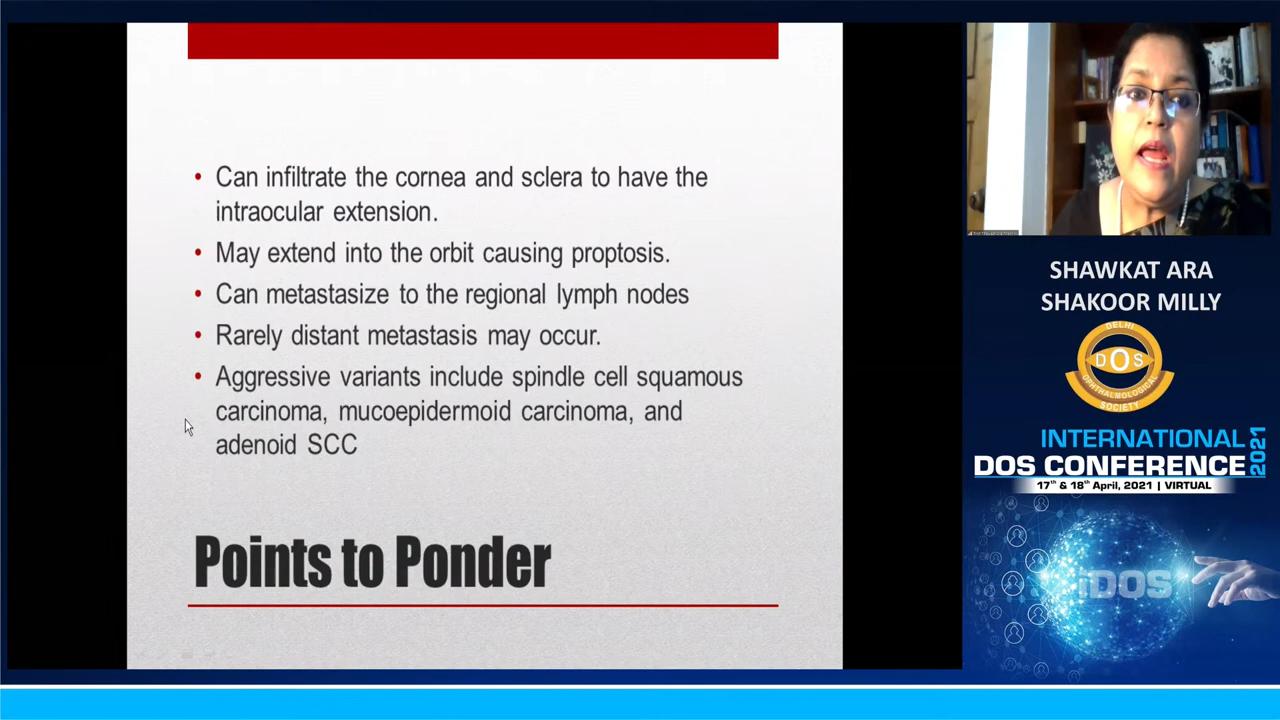 • Can infiltrate the cornea and sclera to have the
intraocular extension.
• May extend into the orbit causing proptosis.
• Can metastasize to the regional lymph nodes
• Rarely distant metastasis may occur.
• Aggressive variants include spindle cell squamous
carcinoma, mucoepidermoid carcinoma, and
adenoid SCC
Points to Ponder
SHAWKAT ARA
SHAKOOR MILLY
DELHI
DOS
OPHTHALMOLOGICAL
SOCIETY
INTERNATIONAL
DOS CONFERENCE
2021
17th & 18th April, 2021 | VIRTUAL
iDOS